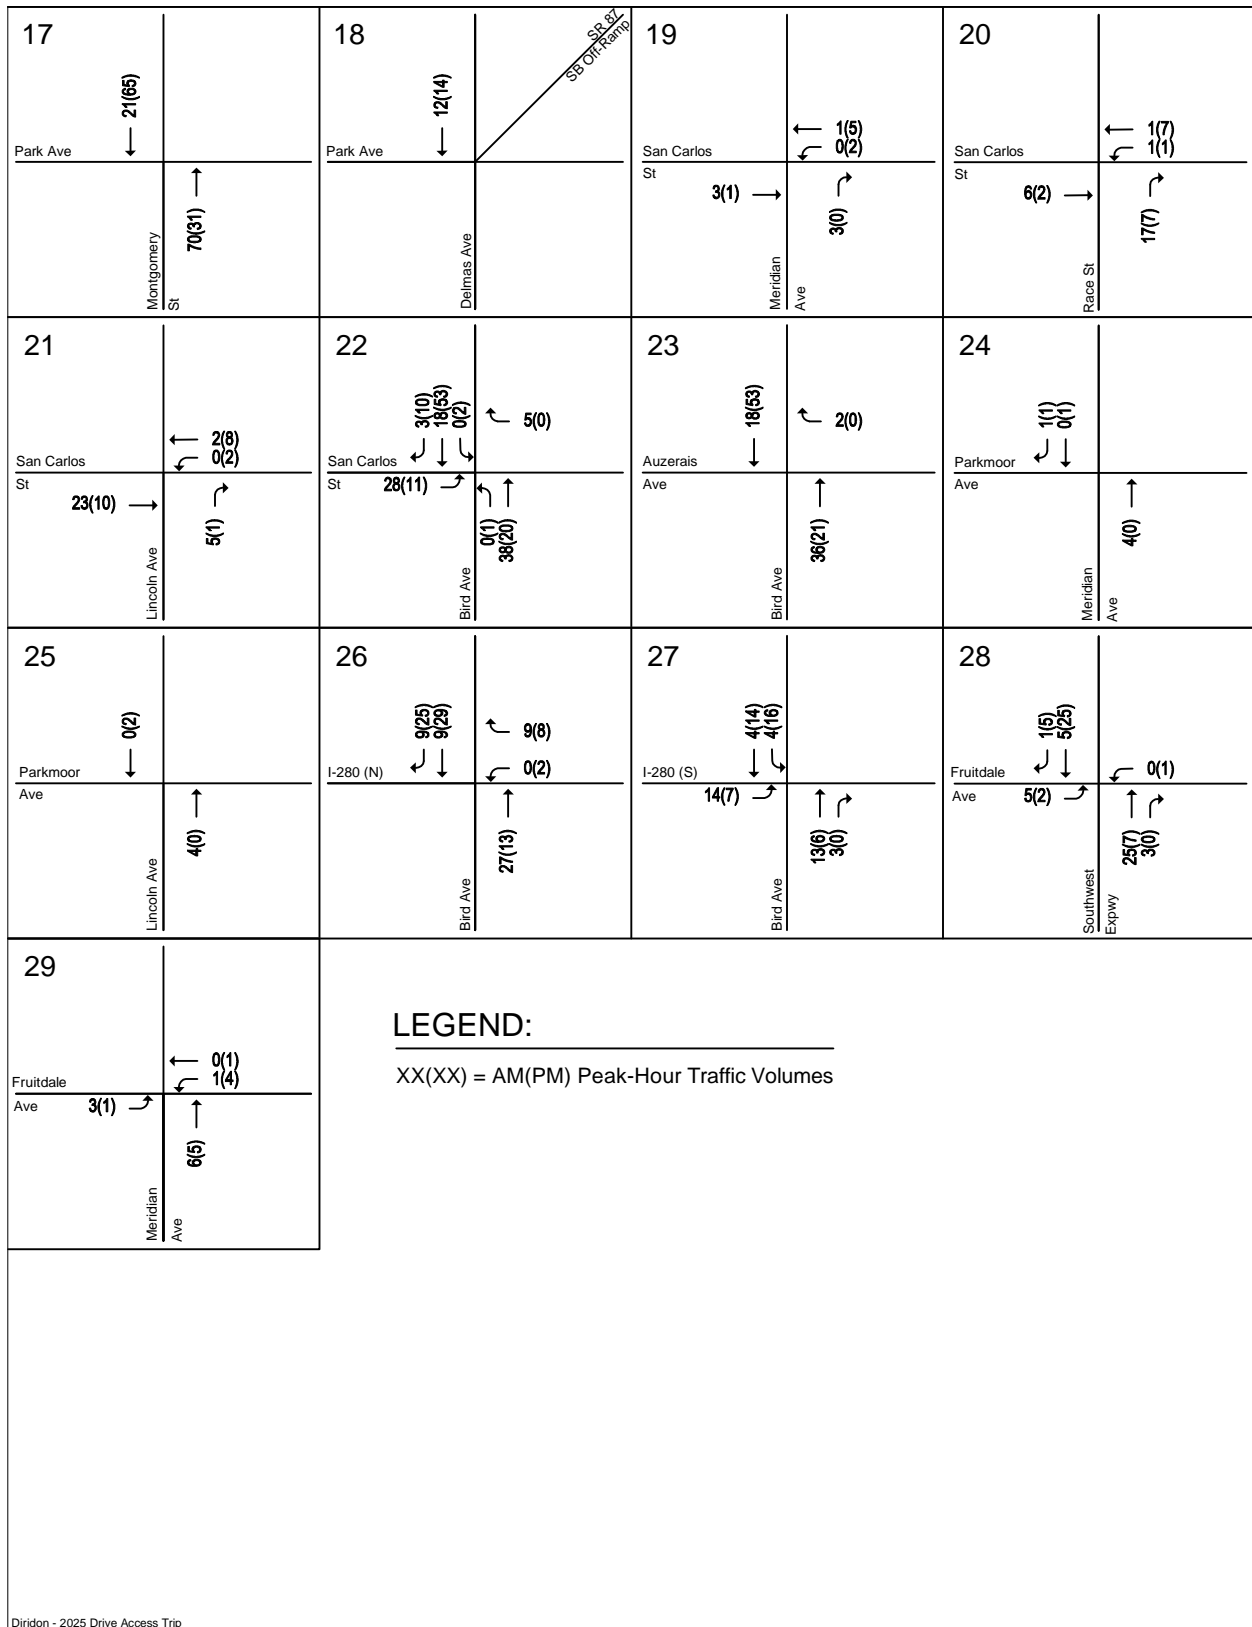 17
21(65)
Park Ave
70(31)
Montgomery
St
18
SR 87
SB Off-Ramp
12(14)
Park Ave
Delmas Ave
19
1(5)
0(2)
San Carlos
St
3(1)
3(0)
Meridian
Ave
20
1(7)
1(1)
San Carlos
St
6(2)
17(7)
Race St
21
2(8)
0(2)
San Carlos
St
23(10)
5(1)
Lincoln Ave
22
3(10)
18(53)
0(2)
5(0)
San Carlos
St
28(11)
0(1)
38(20)
Bird Ave
23
18(53)
2(0)
Auzerais
Ave
36(21)
Bird Ave
24
1(1)
0(1)
Parkmoor
Ave
4(0)
Meridian
Ave
25
0(2)
Parkmoor
Ave
4(0)
Lincoln Ave
26
9(25)
9(29)
9(8)
0(2)
I-280 (N)
27(13)
Bird Ave
27
4(14)
4(16)
I-280 (S)
14(7)
13(6)
3(0)
Bird Ave
28
1(5)
5(25)
0(1)
Fruitdale
Ave
5(2)
25(7)
3(0)
Southwest
Expwy
29
0(1)
1(4)
Fruitdale
Ave
3(1)
6(5)
Meridian
Ave
LEGEND:
XX(XX) = AM(PM) Peak-Hour Traffic Volumes
Diridon - 2025 Drive Access Trip